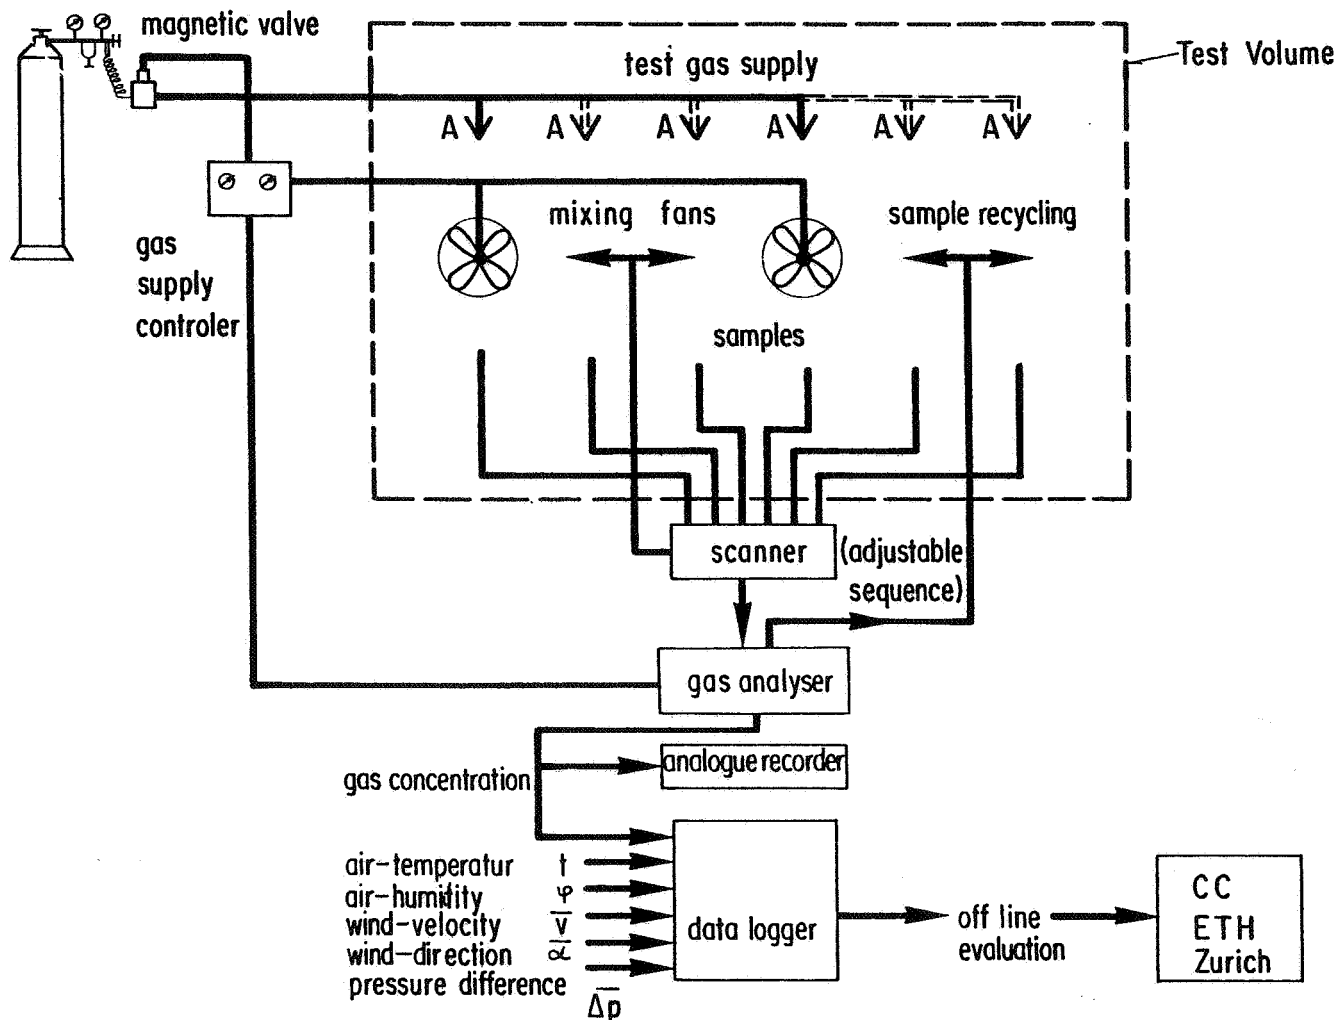 magnetic valve
Test Volume
test gas supply
A A A A A A
mixing fans
sample recycling
gas
supply
controler
samples
scanner
(adjustable
sequence)
gas analyser
analogue recorder
gas concentration
air-temperatur t
air-humidity φ
wind-velocity v̅
wind-direction α̅
pressure difference
Δ̅p̅
data logger
off line
evaluation
CC
ETH
Zurich